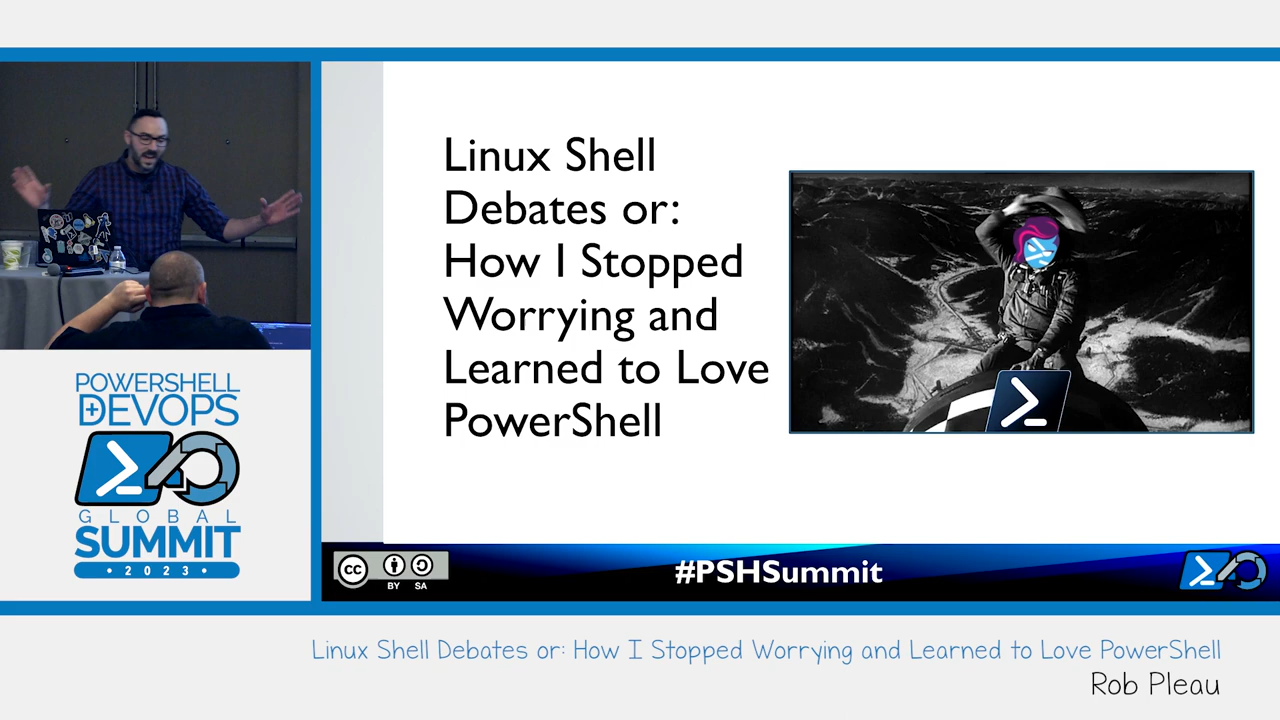 Linux Shell
Debates or:
How I Stopped
Worrying and
Learned to Love
PowerShell
POWERSHELL
+DEVOPS
GLOBAL
SUMMIT
• 2023 •
cc
BY SA
#PSHSummit
Linux Shell Debates or: How I Stopped Worrying and Learned to Love PowerShell
Rob Pleau